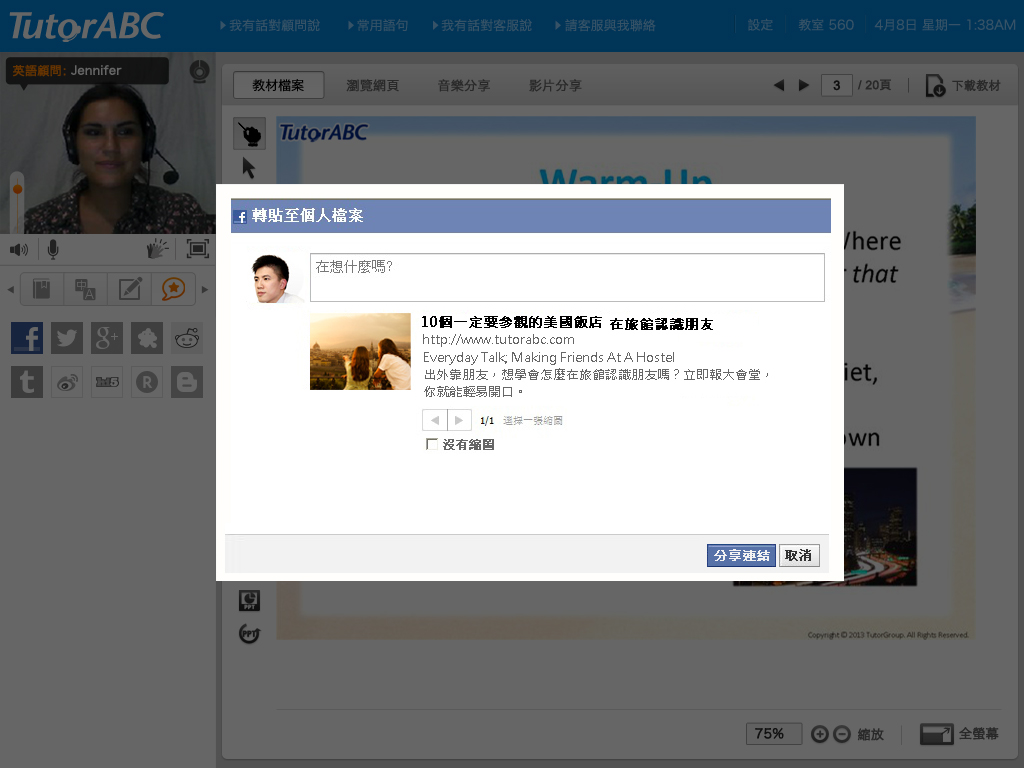 TutorABC
我有話對顧問說
常用語句
我有話對客服說
請客服與我聯絡
設定
教室 560
4月8日 星期一 1:38AM
英語顧問: Jennifer
教材檔案
瀏覽網頁
音樂分享
影片分享
3 / 20頁
下載教材
TutorABC
Warm-Up
Where
that
轉貼至個人檔案
在想什麼嗎?
10個一定要參觀的美國飯店 在旅館認識朋友
http://www.tutorabc.com
Everyday Talk; Making Friends At A Hostel
出外靠朋友，想學會怎麼在旅館認識朋友嗎？立即報大會堂，
你就能輕易開口。
1/1 選擇一張縮圖
沒有縮圖
分享連結
取消
iet,
own
PPT
PPT
Copyright © 2013 TutorGroup. All Rights Reserved.
75%
縮放
全螢幕